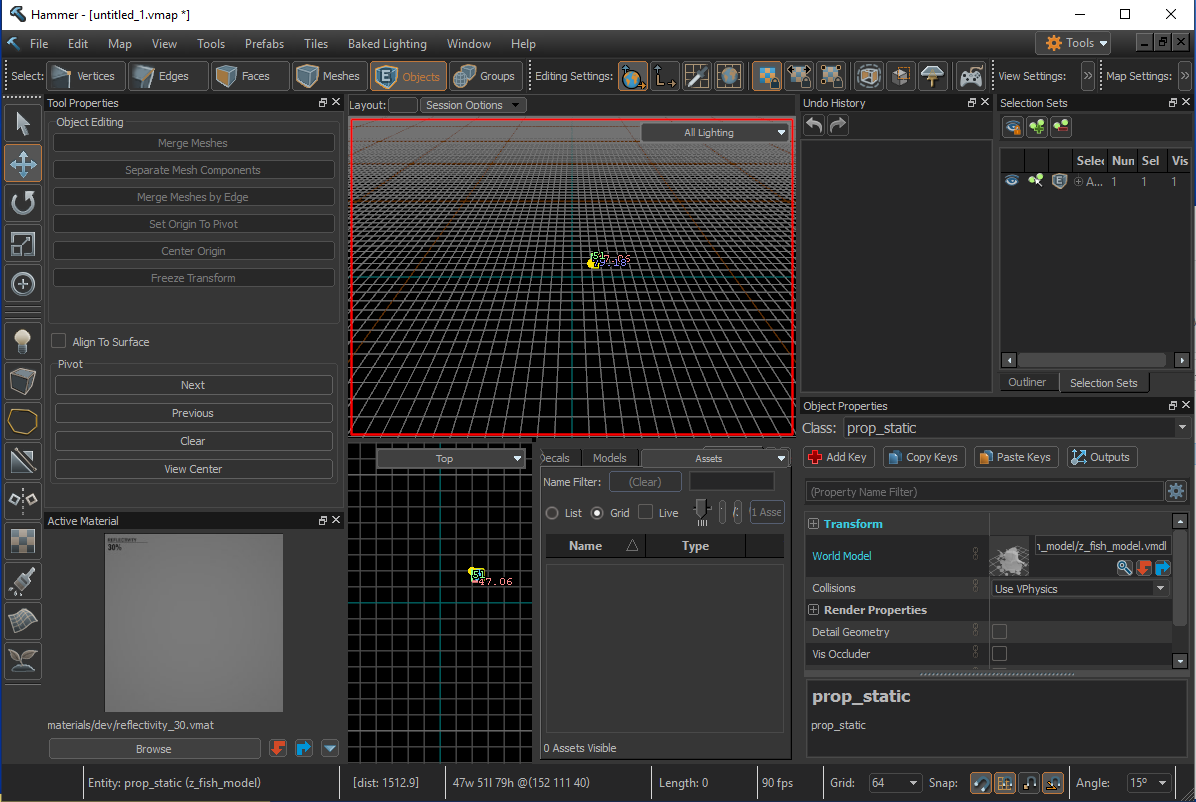 Hammer - [untitled_1.vmap *]
File Edit Map View Tools Prefabs Tiles Baked Lighting Window Help Tools
Select: Vertices Edges Faces Meshes Objects Groups Editing Settings: View Settings: Map Settings:
Tool Properties
Object Editing
Merge Meshes
Separate Mesh Components
Merge Meshes by Edge
Set Origin To Pivot
Center Origin
Freeze Transform
Align To Surface
Pivot
Next
Previous
Clear
View Center
Active Material
REFLECTIVITY
30%
materials/dev/reflectivity_30.vmat
Browse
Layout: Session Options
All Lighting
51
Top
51
47.06
Decals Models Assets
Name Filter: (Clear)
List Grid Live 1 Asse
Name Type
0 Assets Visible
Undo History
Selection Sets
Selec Num Sel Vis
A... 1 1 1
Outliner Selection Sets
Object Properties
Class: prop_static
Add Key Copy Keys Paste Keys Outputs
(Property Name Filter)
Transform
World Model n_model/z_fish_model.vmdl
Collisions Use VPhysics
Render Properties
Detail Geometry
Vis Occluder
prop_static
prop_static
Entity: prop_static (z_fish_model) [dist: 1512.9] 47w 51l 79h @(152 111 40) Length: 0 90 fps Grid: 64 Snap: Angle: 15°